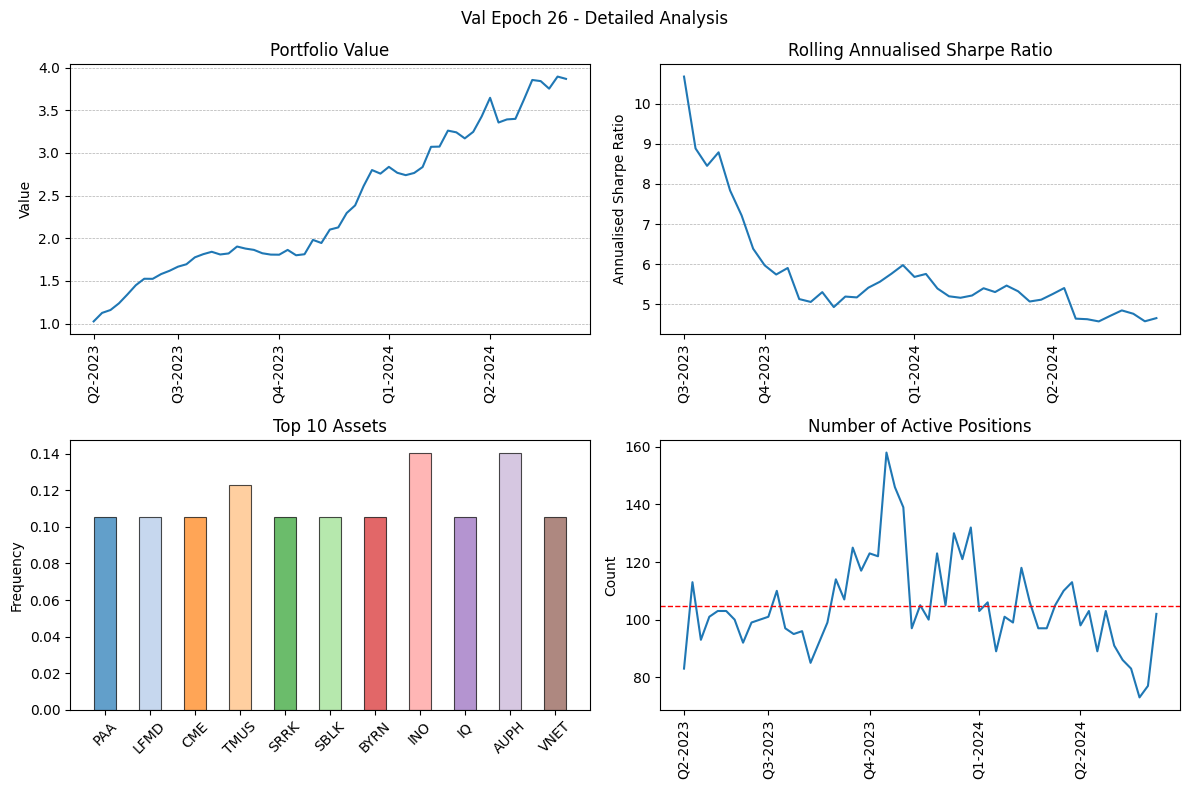 Val Epoch 26 - Detailed Analysis
Portfolio Value
Value
4.0
3.5
3.0
2.5
2.0
1.5
1.0
Q2-2023
Q3-2023
Q4-2023
Q1-2024
Q2-2024
Rolling Annualised Sharpe Ratio
Annualised Sharpe Ratio
10
9
8
7
6
5
Q3-2023
Q4-2023
Q1-2024
Q2-2024
Top 10 Assets
Frequency
0.14
0.12
0.10
0.08
0.06
0.04
0.02
0.00
PAA
LFMD
CME
TMUS
SRRK
SBLK
BYRN
INO
IQ
AUPH
VNET
Number of Active Positions
Count
160
140
120
100
80
Q2-2023
Q3-2023
Q4-2023
Q1-2024
Q2-2024